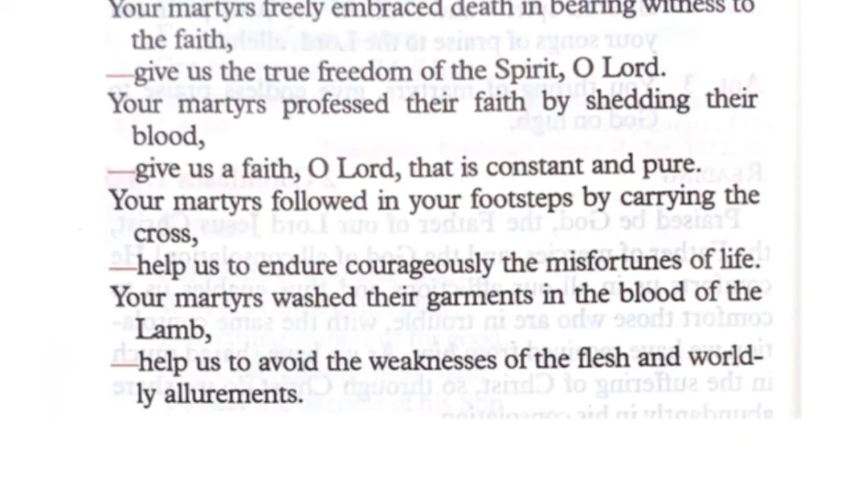 Your martyrs freely embraced death in bearing witness to
the faith,
—give us the true freedom of the Spirit, O Lord.
Your martyrs professed their faith by shedding their
blood,
—give us a faith, O Lord, that is constant and pure.
Your martyrs followed in your footsteps by carrying the
cross,
—help us to endure courageously the misfortunes of life.
Your martyrs washed their garments in the blood of the
Lamb,
—help us to avoid the weaknesses of the flesh and world-
ly allurements.